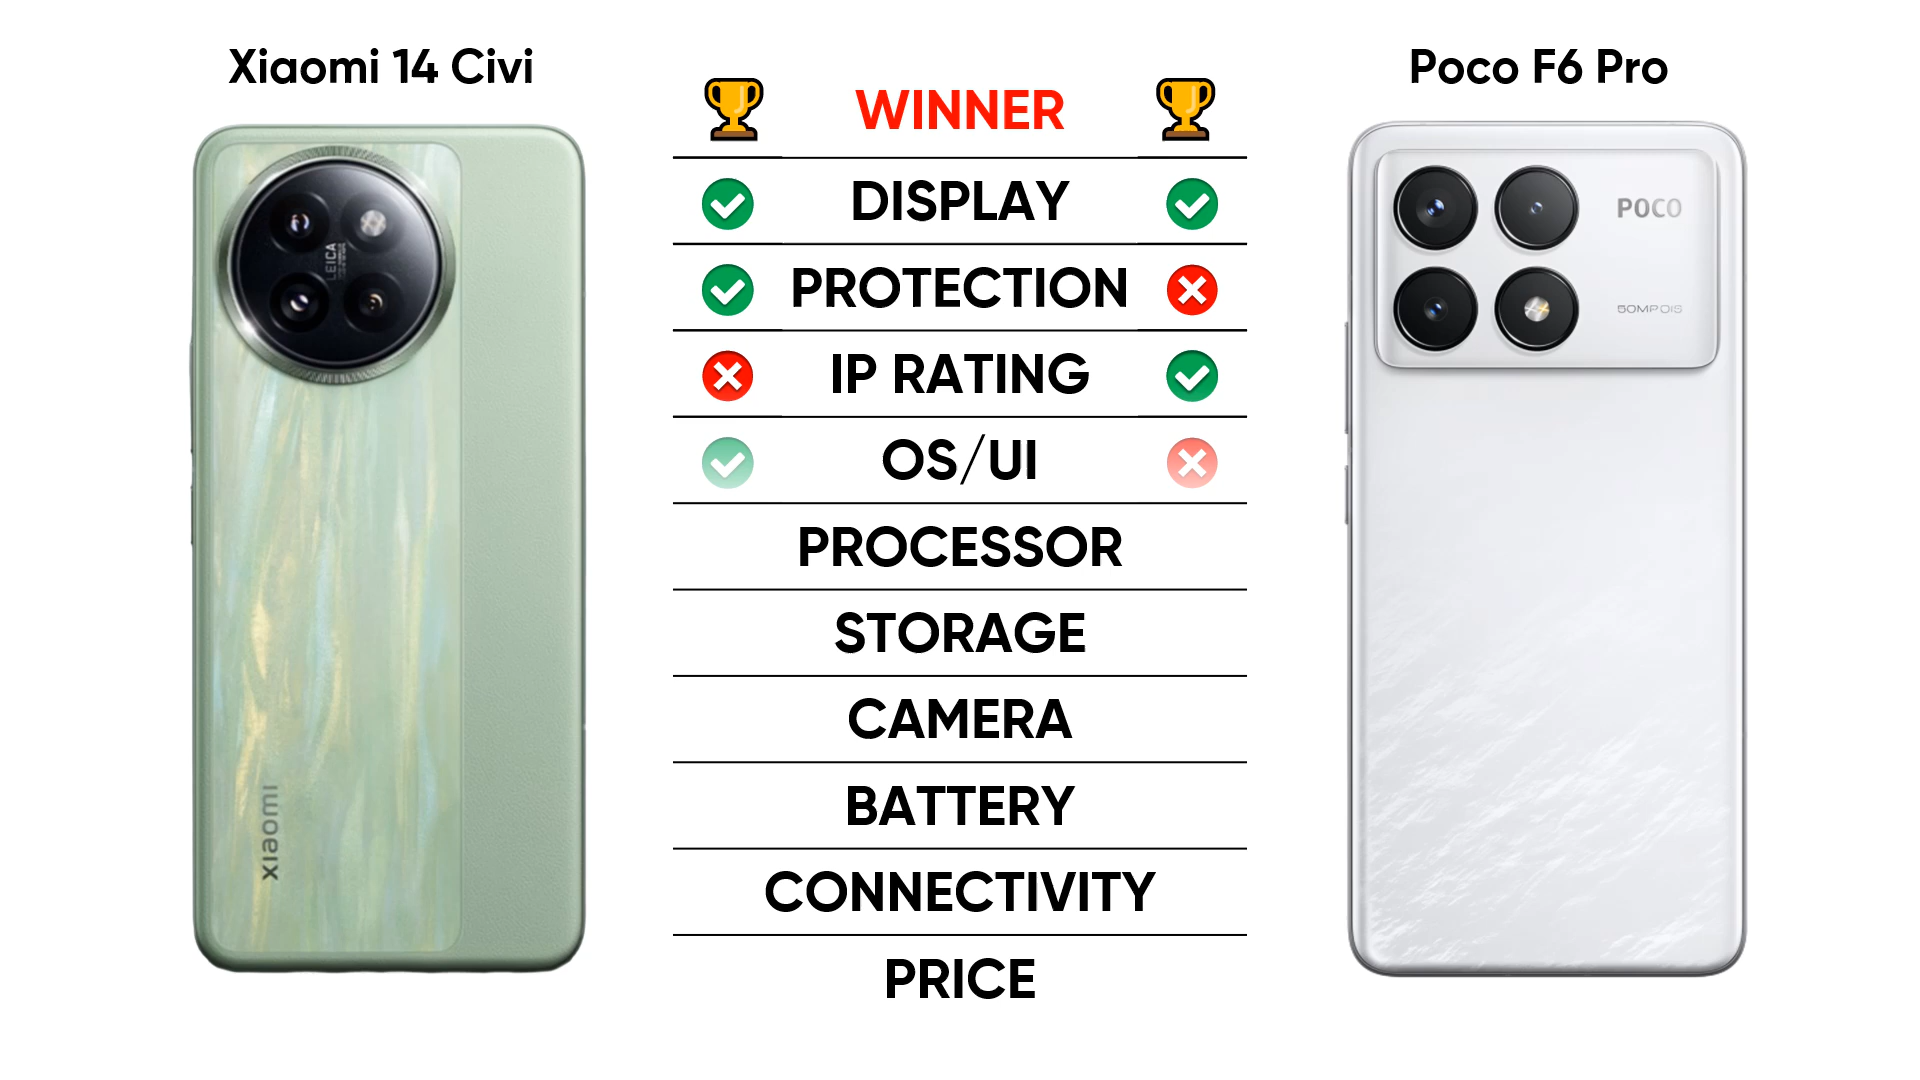 Xiaomi 14 Civi
Poco F6 Pro
WINNER
DISPLAY
PROTECTION
IP RATING
OS/UI
PROCESSOR
STORAGE
CAMERA
BATTERY
CONNECTIVITY
PRICE
LEICA
xiaomi
POCO
50MP OIS